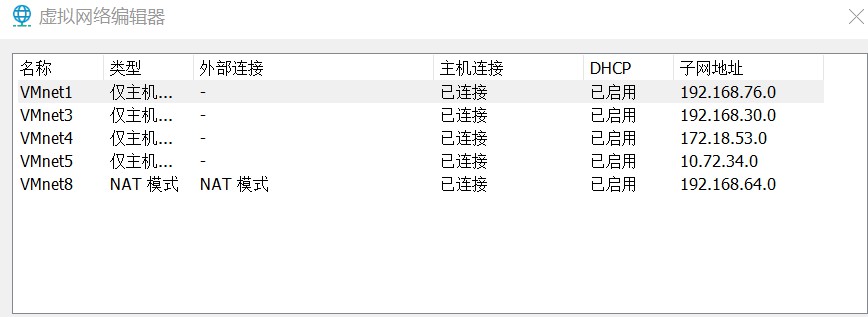 虚拟网络编辑器
名称 类型 外部连接 主机连接 DHCP 子网地址
VMnet1 仅主机... - 已连接 已启用 192.168.76.0
VMnet3 仅主机... - 已连接 已启用 192.168.30.0
VMnet4 仅主机... - 已连接 已启用 172.18.53.0
VMnet5 仅主机... - 已连接 已启用 10.72.34.0
VMnet8 NAT 模式 NAT 模式 已连接 已启用 192.168.64.0